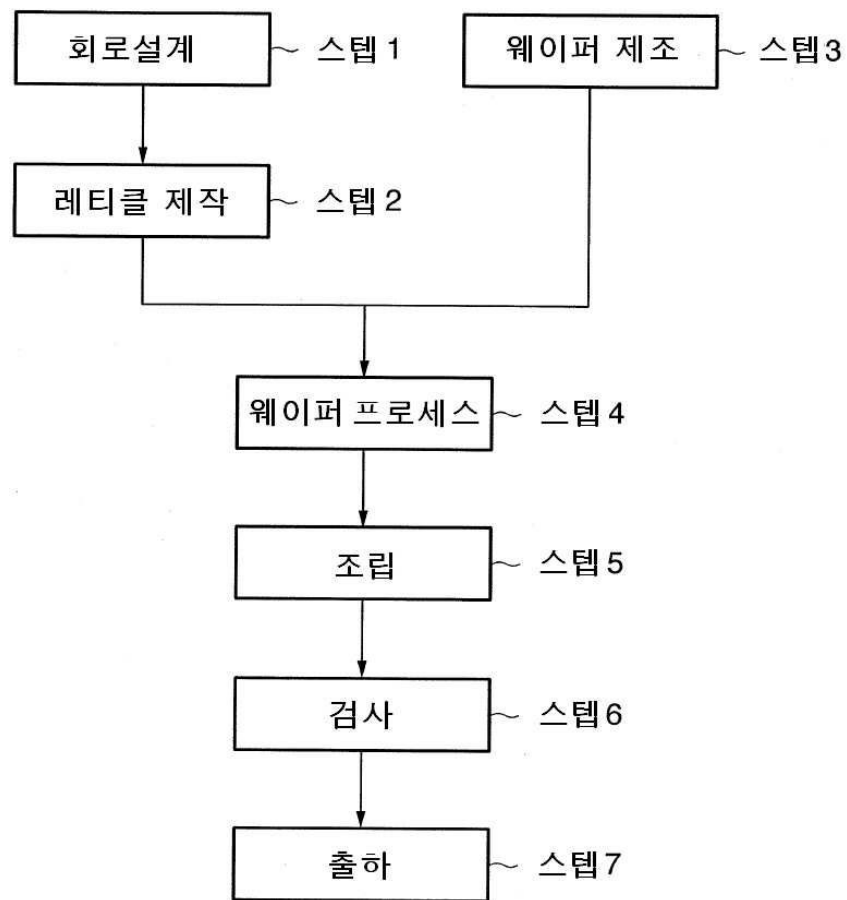 회로설계 스텝1 웨이퍼 제조 스텝3
레티클 제작 스텝2
웨이퍼 프로세스 스텝4
조립 스텝5
검사 스텝6
출하 스텝7